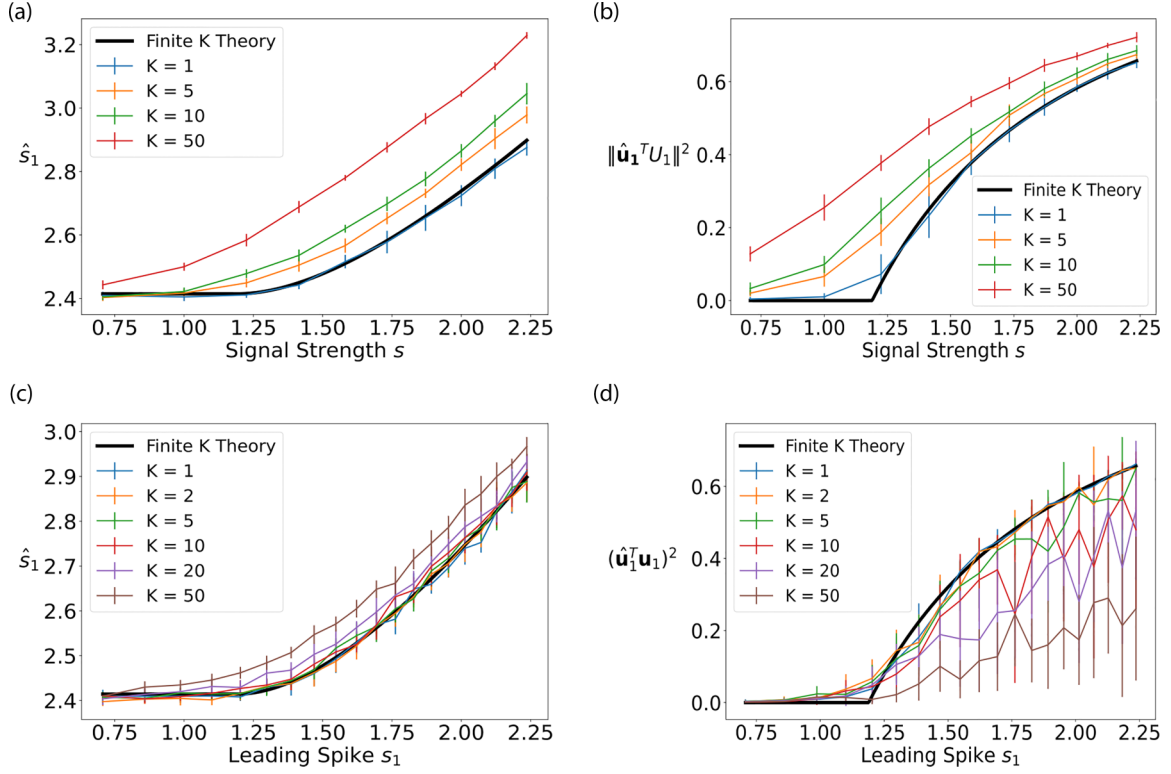 (a)
3.2
3.0
2.8
2.6
2.4
ŝ₁
Finite K Theory
K = 1
K = 5
K = 10
K = 50
0.75 1.00 1.25 1.50 1.75 2.00 2.25
Signal Strength s
(b)
0.6
0.4
0.2
0.0
‖û₁ᵀU₁‖²
Finite K Theory
K = 1
K = 5
K = 10
K = 50
0.75 1.00 1.25 1.50 1.75 2.00 2.25
Signal Strength s
(c)
3.0
2.9
2.8
2.7
2.6
2.5
2.4
ŝ₁
Finite K Theory
K = 1
K = 2
K = 5
K = 10
K = 20
K = 50
0.75 1.00 1.25 1.50 1.75 2.00 2.25
Leading Spike s₁
(d)
0.6
0.4
0.2
0.0
(û₁ᵀu₁)²
Finite K Theory
K = 1
K = 2
K = 5
K = 10
K = 20
K = 50
0.75 1.00 1.25 1.50 1.75 2.00 2.25
Leading Spike s₁